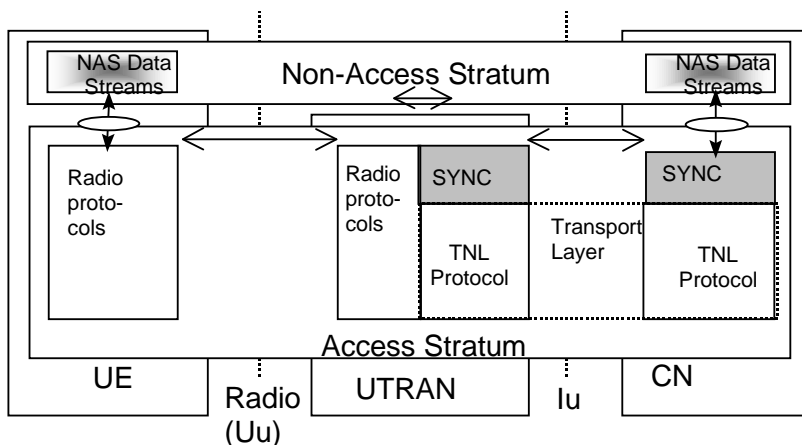 NAS Data
Streams
Non-Access Stratum
NAS Data
Streams
Radio
proto-
cols
Radio
proto-
cols
SYNC
TNL
Protocol
Transport
Layer
SYNC
TNL
Protocol
Access Stratum
UE
Radio
(Uu)
UTRAN
Iu
CN